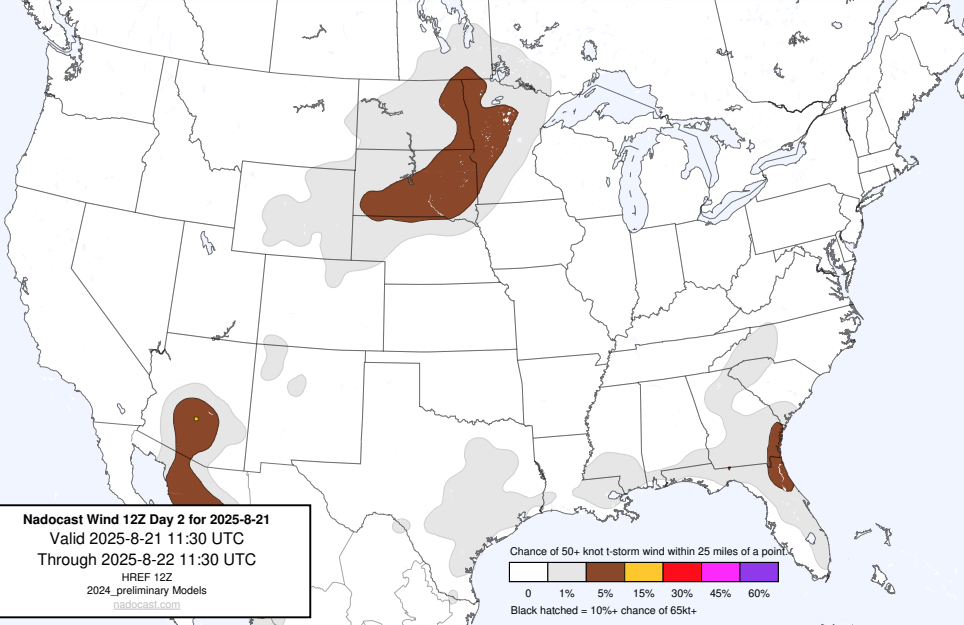 Nadocast Wind 12Z Day 2 for 2025-8-21
Valid 2025-8-21 11:30 UTC
Through 2025-8-22 11:30 UTC
HREF 12Z
2024_preliminary Models
nadocast.com
Chance of 50+ knot t-storm wind within 25 miles of a point.
0 1% 5% 15% 30% 45% 60%
Black hatched = 10%+ chance of 65kt+